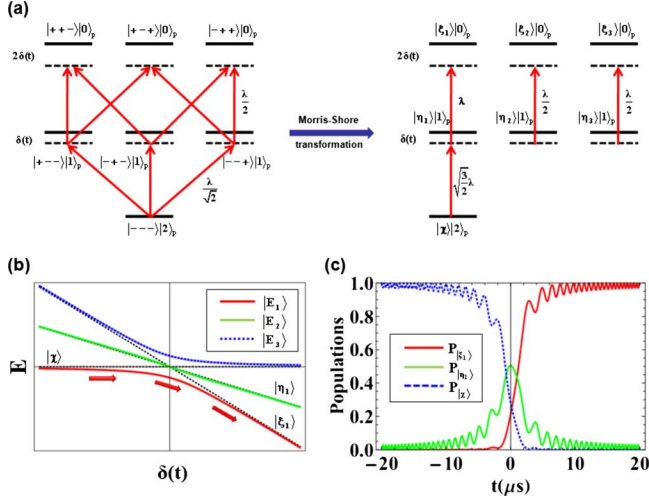 (a)
|++−⟩|0⟩p |+−+⟩|0⟩p |−++⟩|0⟩p |ξ1⟩|0⟩p |ξ2⟩|0⟩p |ξ3⟩|0⟩p
2δ(t) 2δ(t)
λ/2 λ λ/2 λ/2
Morris-Shore
transformation
|η1⟩|1⟩p |η2⟩|1⟩p |η3⟩|1⟩p
δ(t) δ(t)
|+−−⟩|1⟩p |−+−⟩|1⟩p |−−+⟩|1⟩p
λ/√2 √(3/2)λ
|−−−⟩|2⟩p |χ⟩|2⟩p
(b)
|E1⟩
|E2⟩
|E3⟩
|χ⟩
E
|η1⟩
|ξ1⟩
δ(t)
(c)
1.0
0.8
0.6
0.4
0.2
0.0
Populations
P|ξ1⟩
P|η1⟩
P|χ⟩
−20 −10 0 10 20
t(μs)